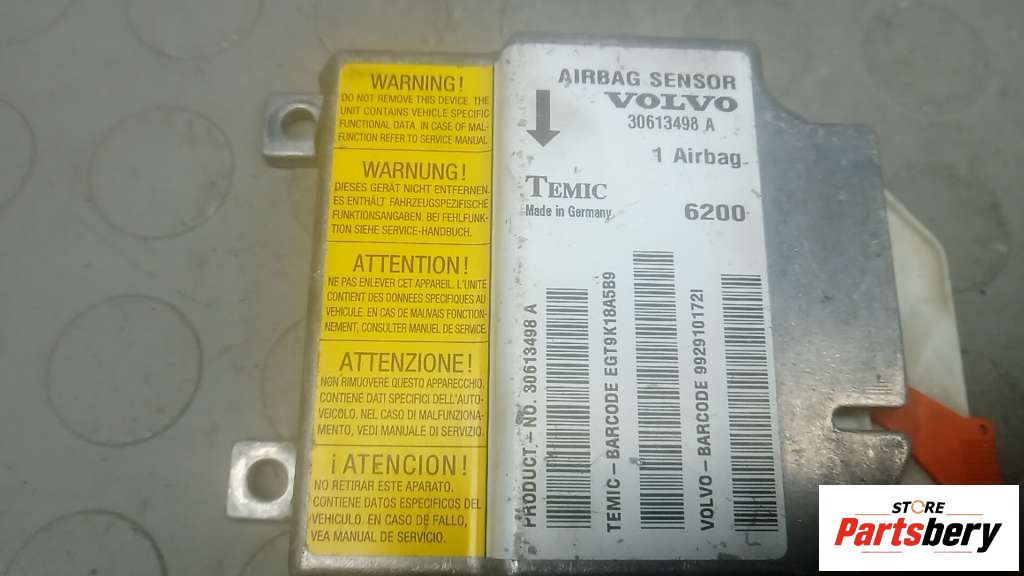 WARNING!
DO NOT REMOVE THIS DEVICE. THE
UNIT CONTAINS VEHICLE SPECIFIC
FUNCTIONAL DATA. IN CASE OF MAL-
FUNCTION REFER TO SERVICE MANUAL.
WARNUNG!
DIESES GERÄT NICHT ENTFERNEN.
ES ENTHÄLT FAHRZEUGSPEZIFISCHE
FUNKTIONSANGABEN. BEI FEHLFUNK-
TION SIEHE SERVICE-HANDBUCH.
ATTENTION!
NE PAS ENLEVER CET APPAREIL. L'UNITE
CONTIENT DES DONNEES SPECIFIQUES AU
VEHICULE. EN CAS DE MAUVAIS FONCTION-
NEMENT, CONSULTER MANUEL DE SERVICE.
ATTENZIONE!
NON RIMUOVERE QUESTO APPARECCHIO.
CONTIENE DATI SPECIFICI DELL'AUTO-
VEICOLO. NEL CASO DI MALFUNZIONA-
MENTO, VEDI MANUALE DI SERVIZIO.
¡ATENCION!
NO RETIRAR ESTE APARATO.
CONTIENE DATOS ESPECIFICOS DEL
VEHICULO. EN CASO DE FALLO,
VEA MANUAL DE SERVICIO.
AIRBAG SENSOR
VOLVO
30613498 A
1 Airbag
TEMIC
Made in Germany
6200
PRODUCT-NO. 30613498 A
TEMIC-BARCODE EGT9K18A5B9
VOLVO-BARCODE 992910172I
STORE
Partsbery